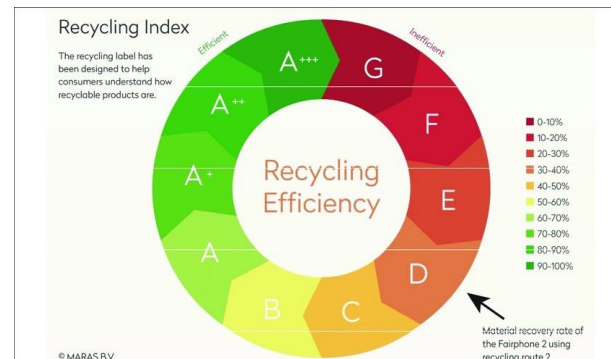 Recycling Index
The recycling label has
been designed to help
consumers understand how
recyclable products are.
Efficient
Inefficient
A+++
G
A++
F
A+
E
A
D
B
C
Recycling
Efficiency
0-10%
10-20%
20-30%
30-40%
40-50%
50-60%
60-70%
70-80%
80-90%
90-100%
Material recovery rate of
the Fairphone 2 using
recycling route 2
© MARAS B.V.